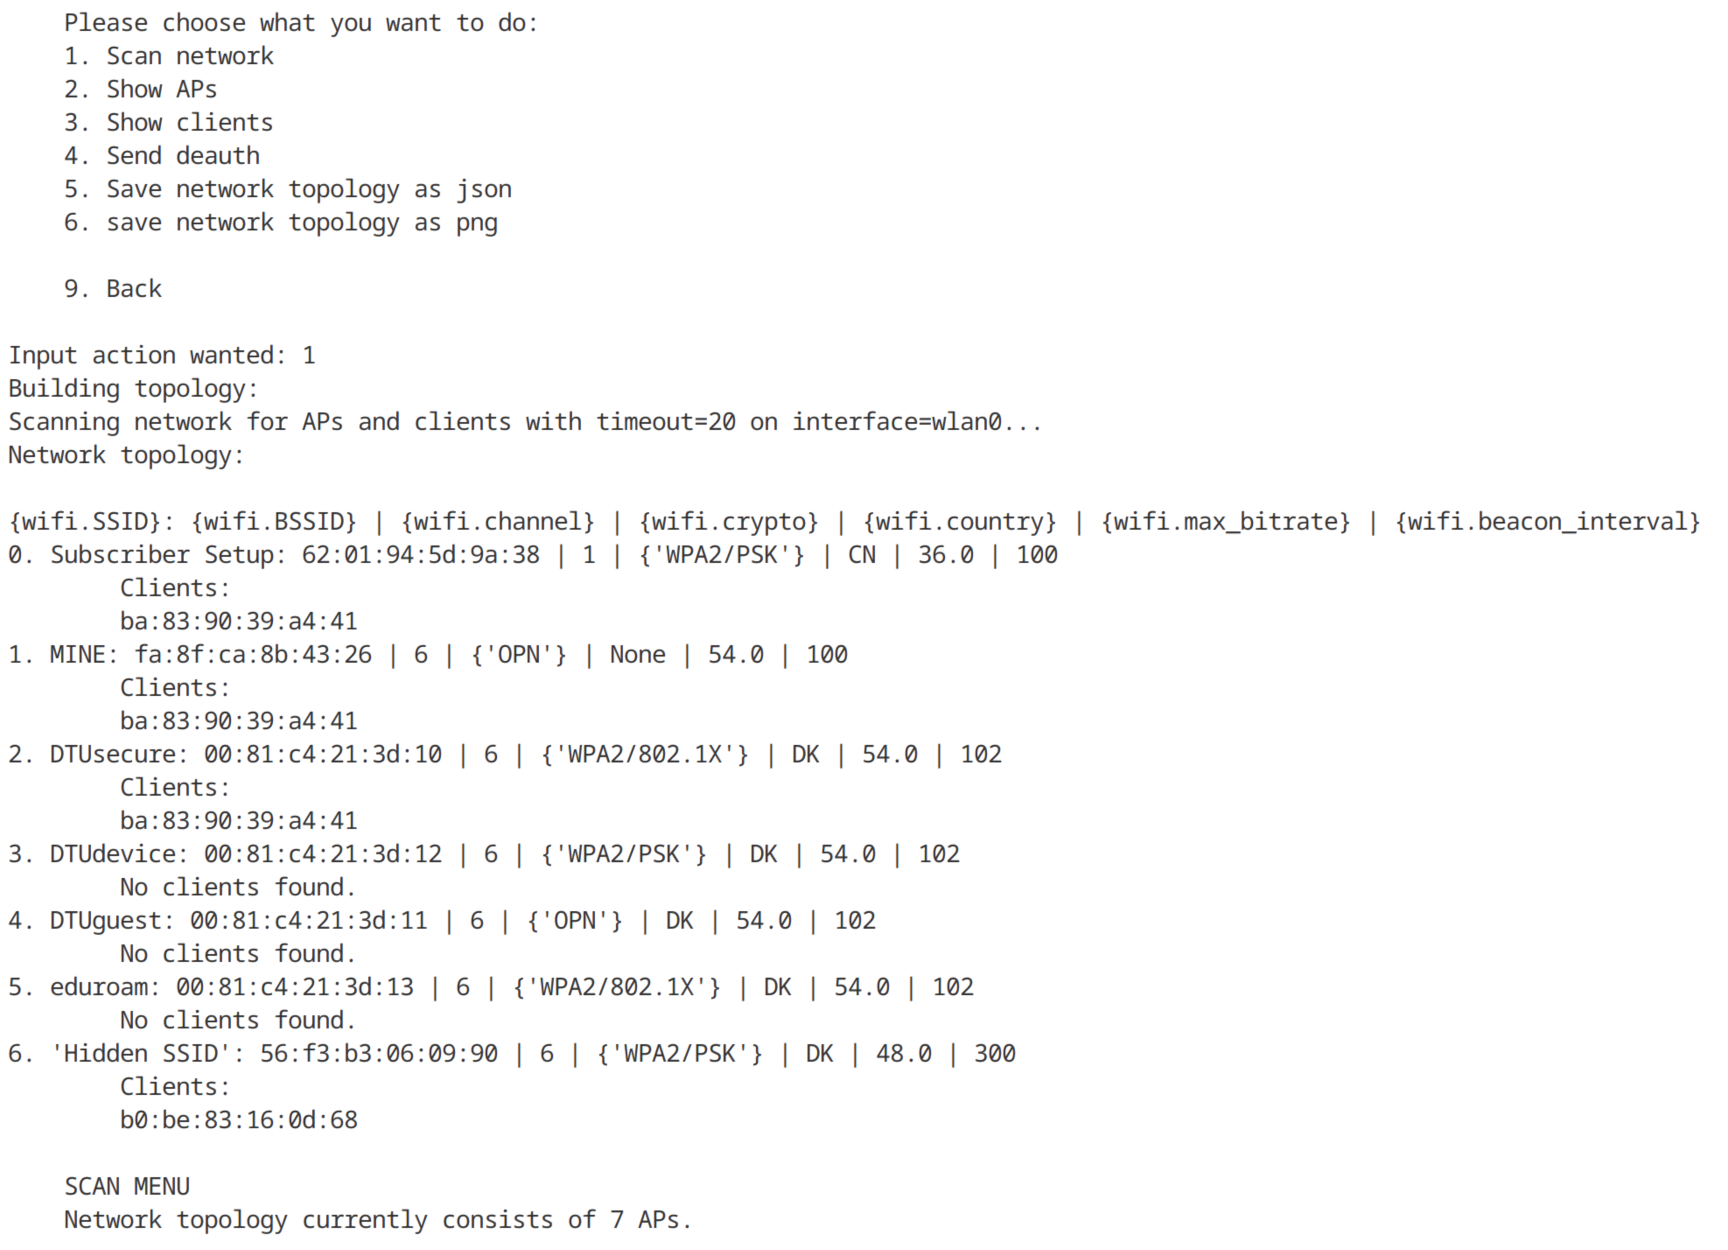 Please choose what you want to do:
1. Scan network
2. Show APs
3. Show clients
4. Send deauth
5. Save network topology as json
6. save network topology as png
9. Back
Input action wanted: 1
Building topology:
Scanning network for APs and clients with timeout=20 on interface=wlan0...
Network topology:
{wifi.SSID}: {wifi.BSSID} | {wifi.channel} | {wifi.crypto} | {wifi.country} | {wifi.max_bitrate} | {wifi.beacon_interval}
0. Subscriber Setup: 62:01:94:5d:9a:38 | 1 | {'WPA2/PSK'} | CN | 36.0 | 100
Clients:
ba:83:90:39:a4:41
1. MINE: fa:8f:ca:8b:43:26 | 6 | {'OPN'} | None | 54.0 | 100
Clients:
ba:83:90:39:a4:41
2. DTUsecure: 00:81:c4:21:3d:10 | 6 | {'WPA2/802.1X'} | DK | 54.0 | 102
Clients:
ba:83:90:39:a4:41
3. DTUdevice: 00:81:c4:21:3d:12 | 6 | {'WPA2/PSK'} | DK | 54.0 | 102
No clients found.
4. DTUguest: 00:81:c4:21:3d:11 | 6 | {'OPN'} | DK | 54.0 | 102
No clients found.
5. eduroam: 00:81:c4:21:3d:13 | 6 | {'WPA2/802.1X'} | DK | 54.0 | 102
No clients found.
6. 'Hidden SSID': 56:f3:b3:06:09:90 | 6 | {'WPA2/PSK'} | DK | 48.0 | 300
Clients:
b0:be:83:16:0d:68
SCAN MENU
Network topology currently consists of 7 APs.